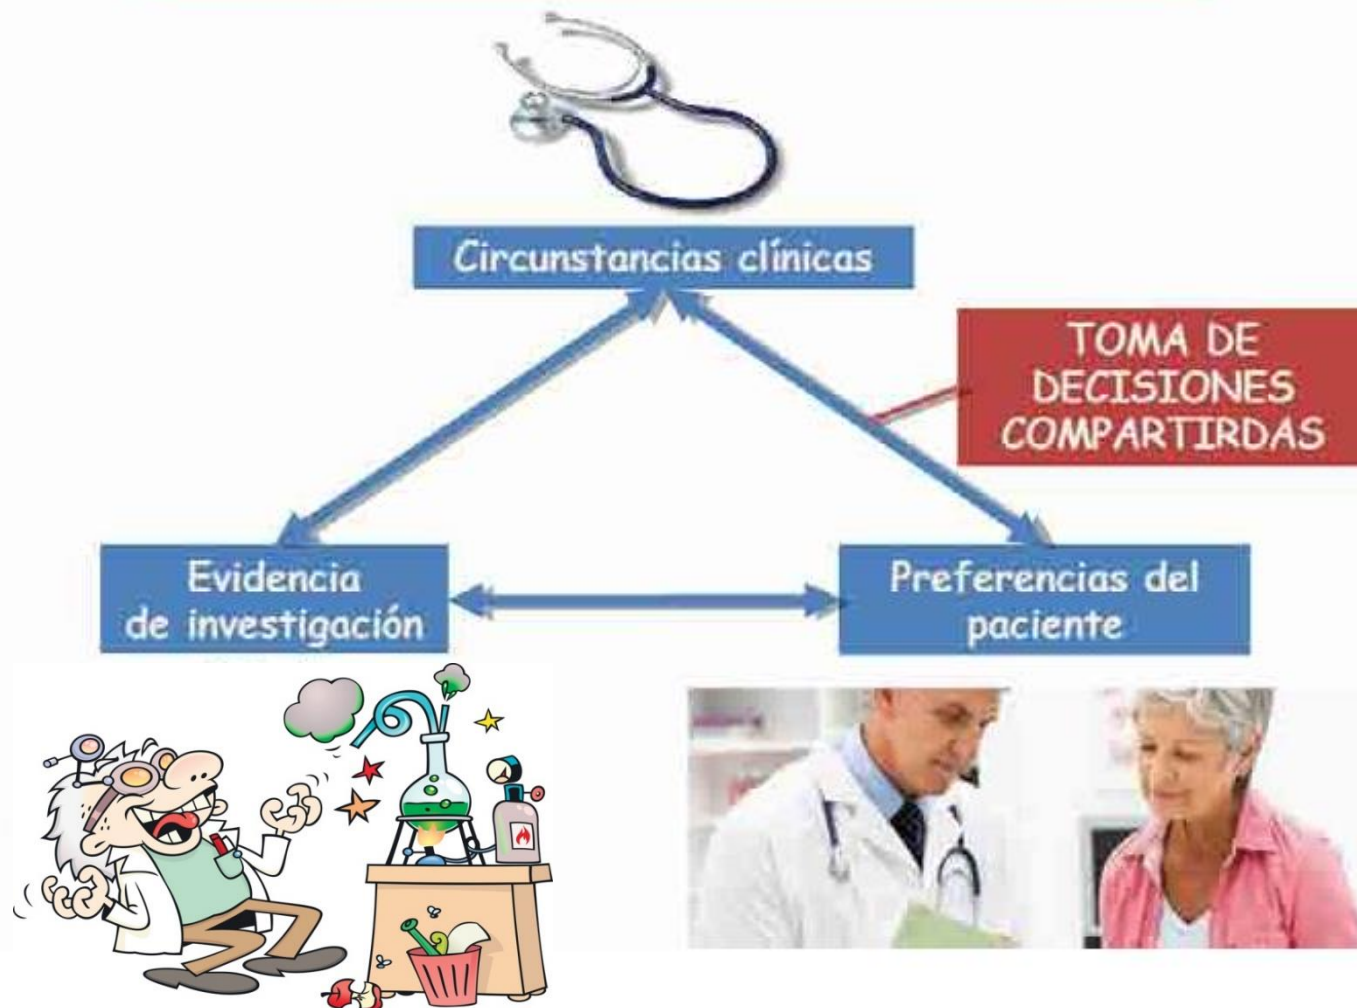 Circunstancias clínicas
TOMA DE
DECISIONES
COMPARTIRDAS
Evidencia
de investigación
Preferencias del
paciente